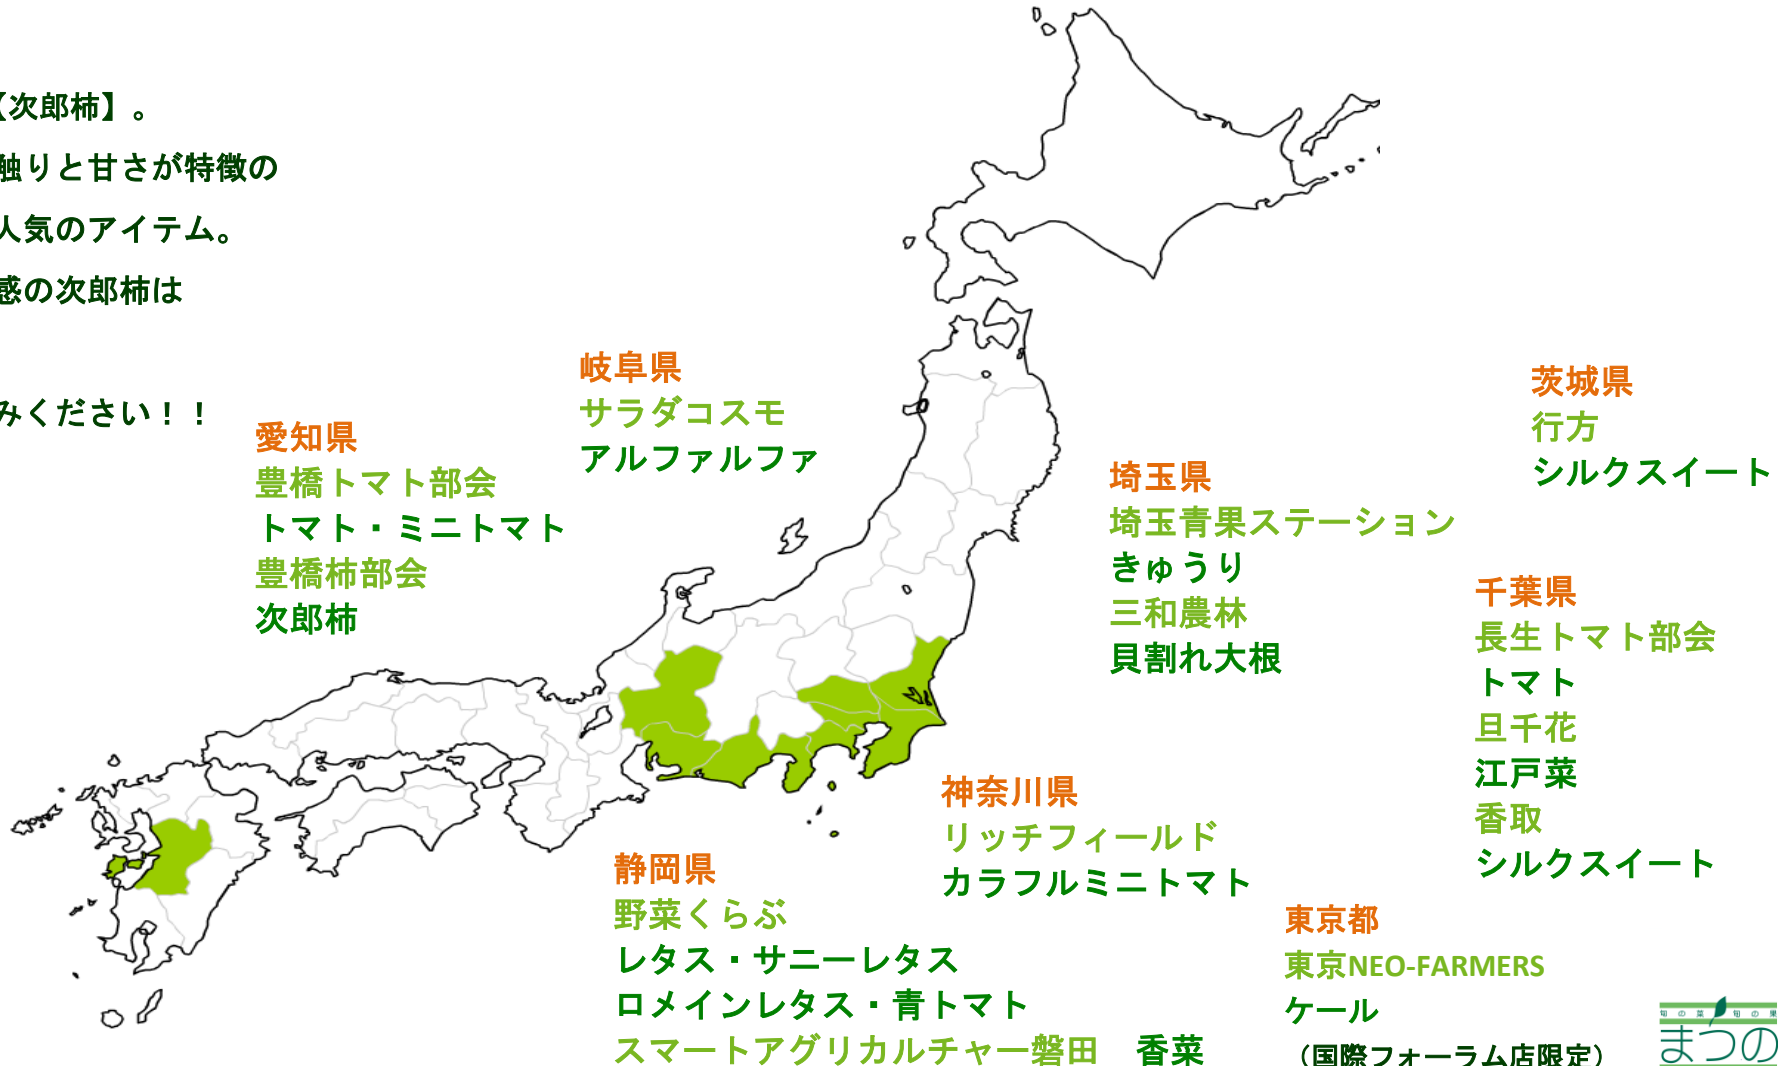 【次郎柿】。
触りと甘さが特徴の
人気のアイテム。
感の次郎柿は
みください！！
愛知県
豊橋トマト部会
トマト・ミニトマト
豊橋柿部会
次郎柿
岐阜県
サラダコスモ
アルファルファ
埼玉県
埼玉青果ステーション
きゅうり
三和農林
貝割れ大根
茨城県
行方
シルクスイート
千葉県
長生トマト部会
トマト
旦千花
江戸菜
香取
シルクスイート
神奈川県
リッチフィールド
カラフルミニトマト
静岡県
野菜くらぶ
レタス・サニーレタス
ロメインレタス・青トマト
スマートアグリカルチャー磐田　香菜
東京都
東京NEO-FARMERS
ケール
（国際フォーラム店限定）
旬の菜 旬の果
まつの